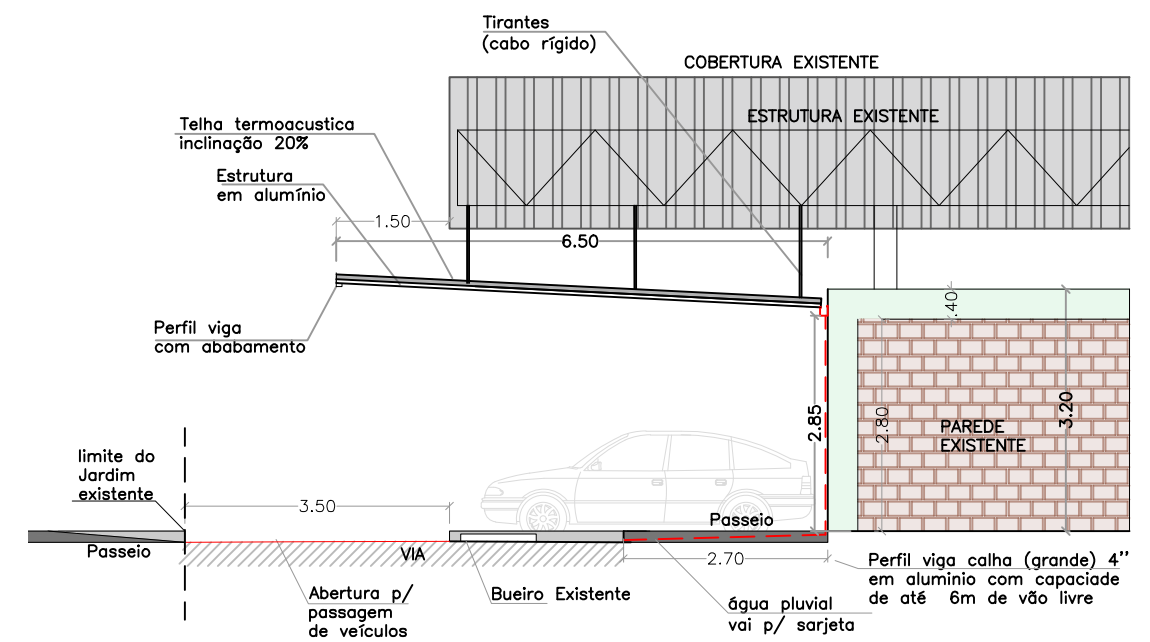 Tirantes
(cabo rígido)
COBERTURA EXISTENTE
ESTRUTURA EXISTENTE
Telha termoacustica
inclinação 20%
Estrutura
em alumínio
1.50
6.50
Perfil viga
com ababamento
.40
2.85
2.80
3.20
PAREDE
EXISTENTE
limite do
Jardim
existente
3.50
Passeio
Passeio
VIA
2.70
Abertura p/
passagem
de veículos
Bueiro Existente
água pluvial
vai p/ sarjeta
Perfil viga calha (grande) 4''
em aluminio com capaciade
de até 6m de vão livre